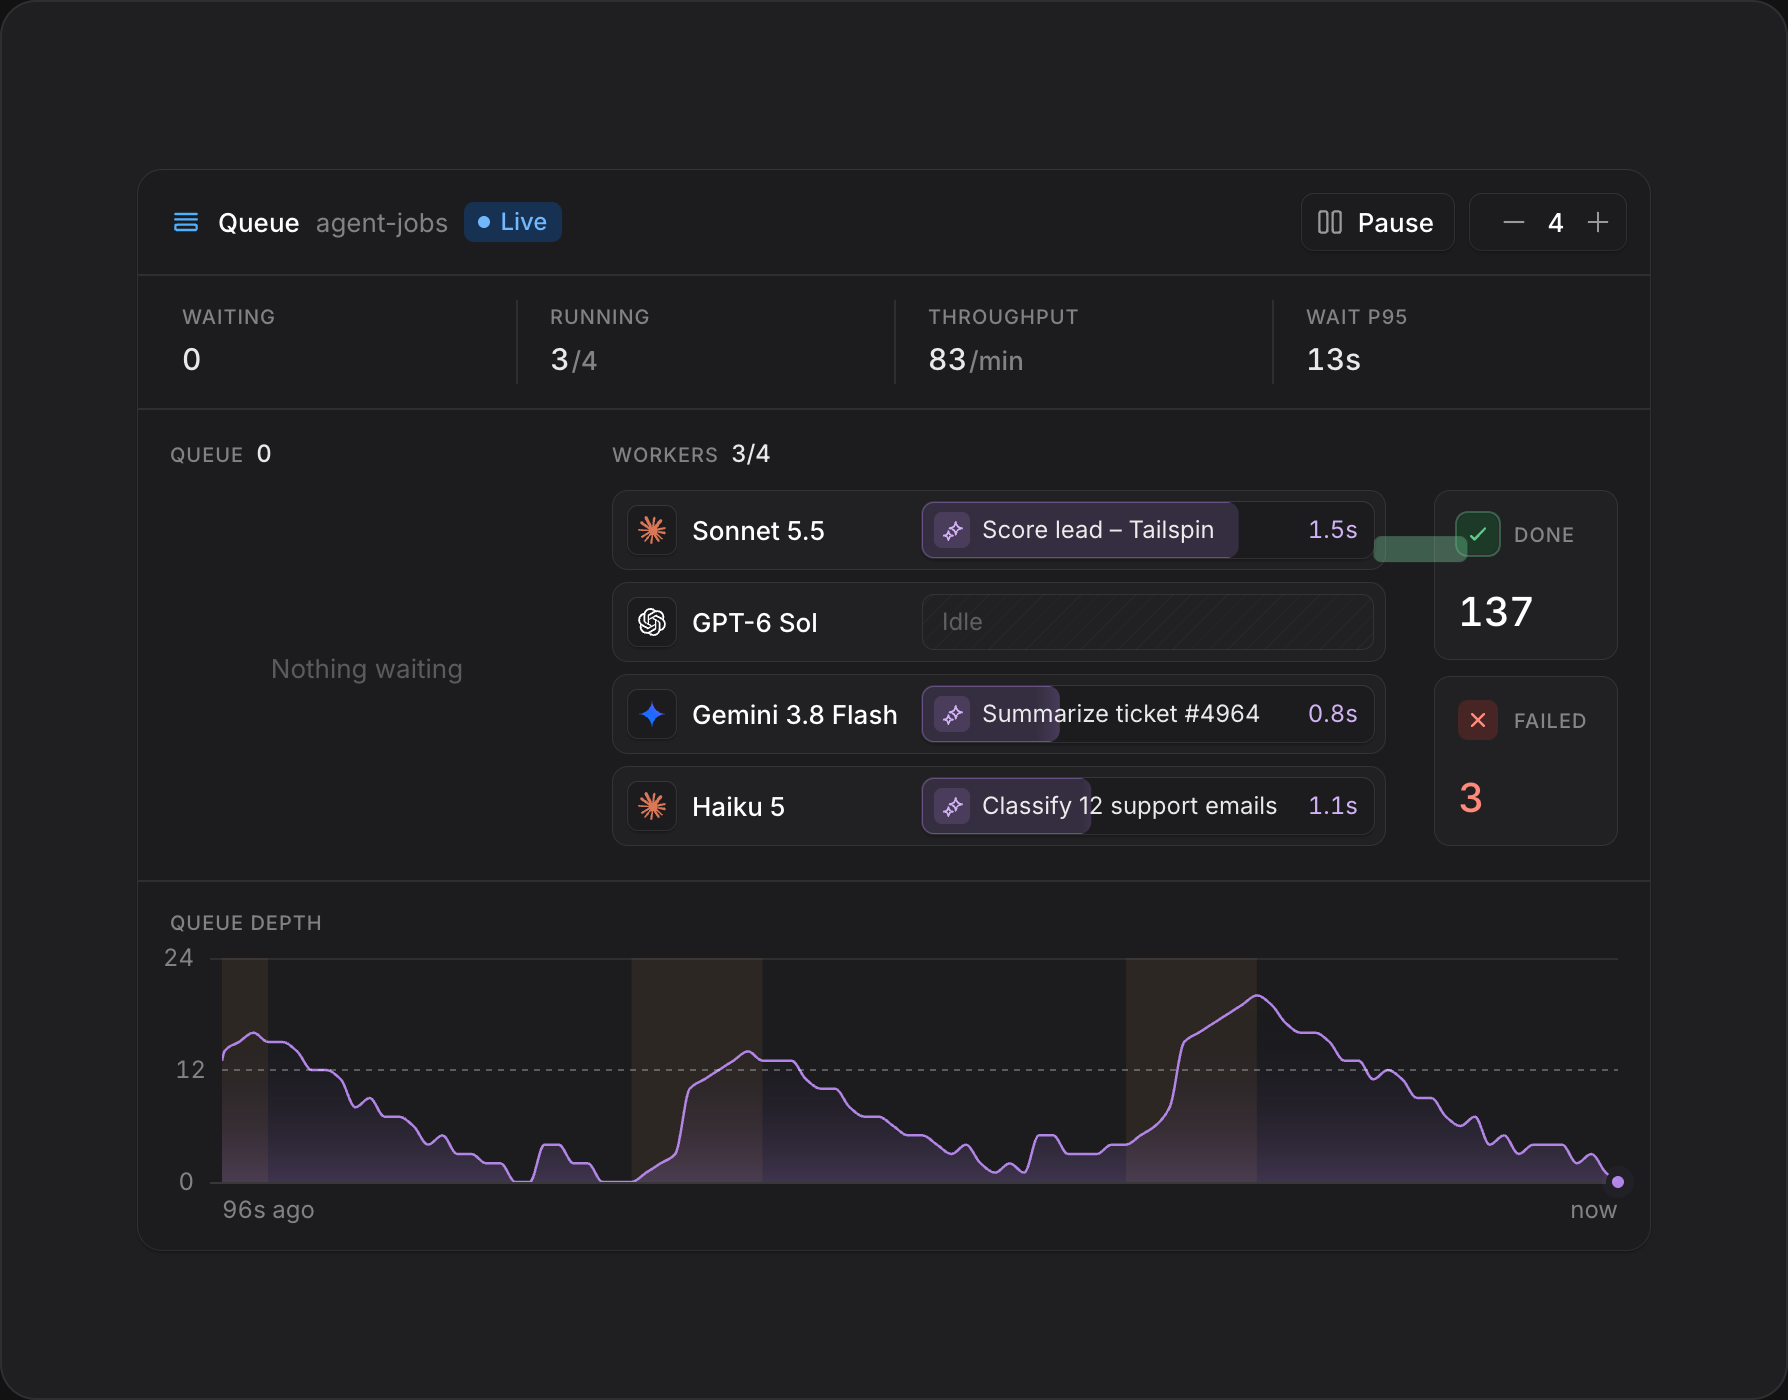 Queue agent-jobs Live
Pause
4
WAITING
0
RUNNING
3/4
THROUGHPUT
83/min
WAIT P95
13s
QUEUE 0
Nothing waiting
WORKERS 3/4
Sonnet 5.5
Score lead – Tailspin 1.5s
GPT-6 Sol
Idle
Gemini 3.8 Flash
Summarize ticket #4964 0.8s
Haiku 5
Classify 12 support emails 1.1s
DONE
137
FAILED
3
QUEUE DEPTH
24
12
0
96s ago
now